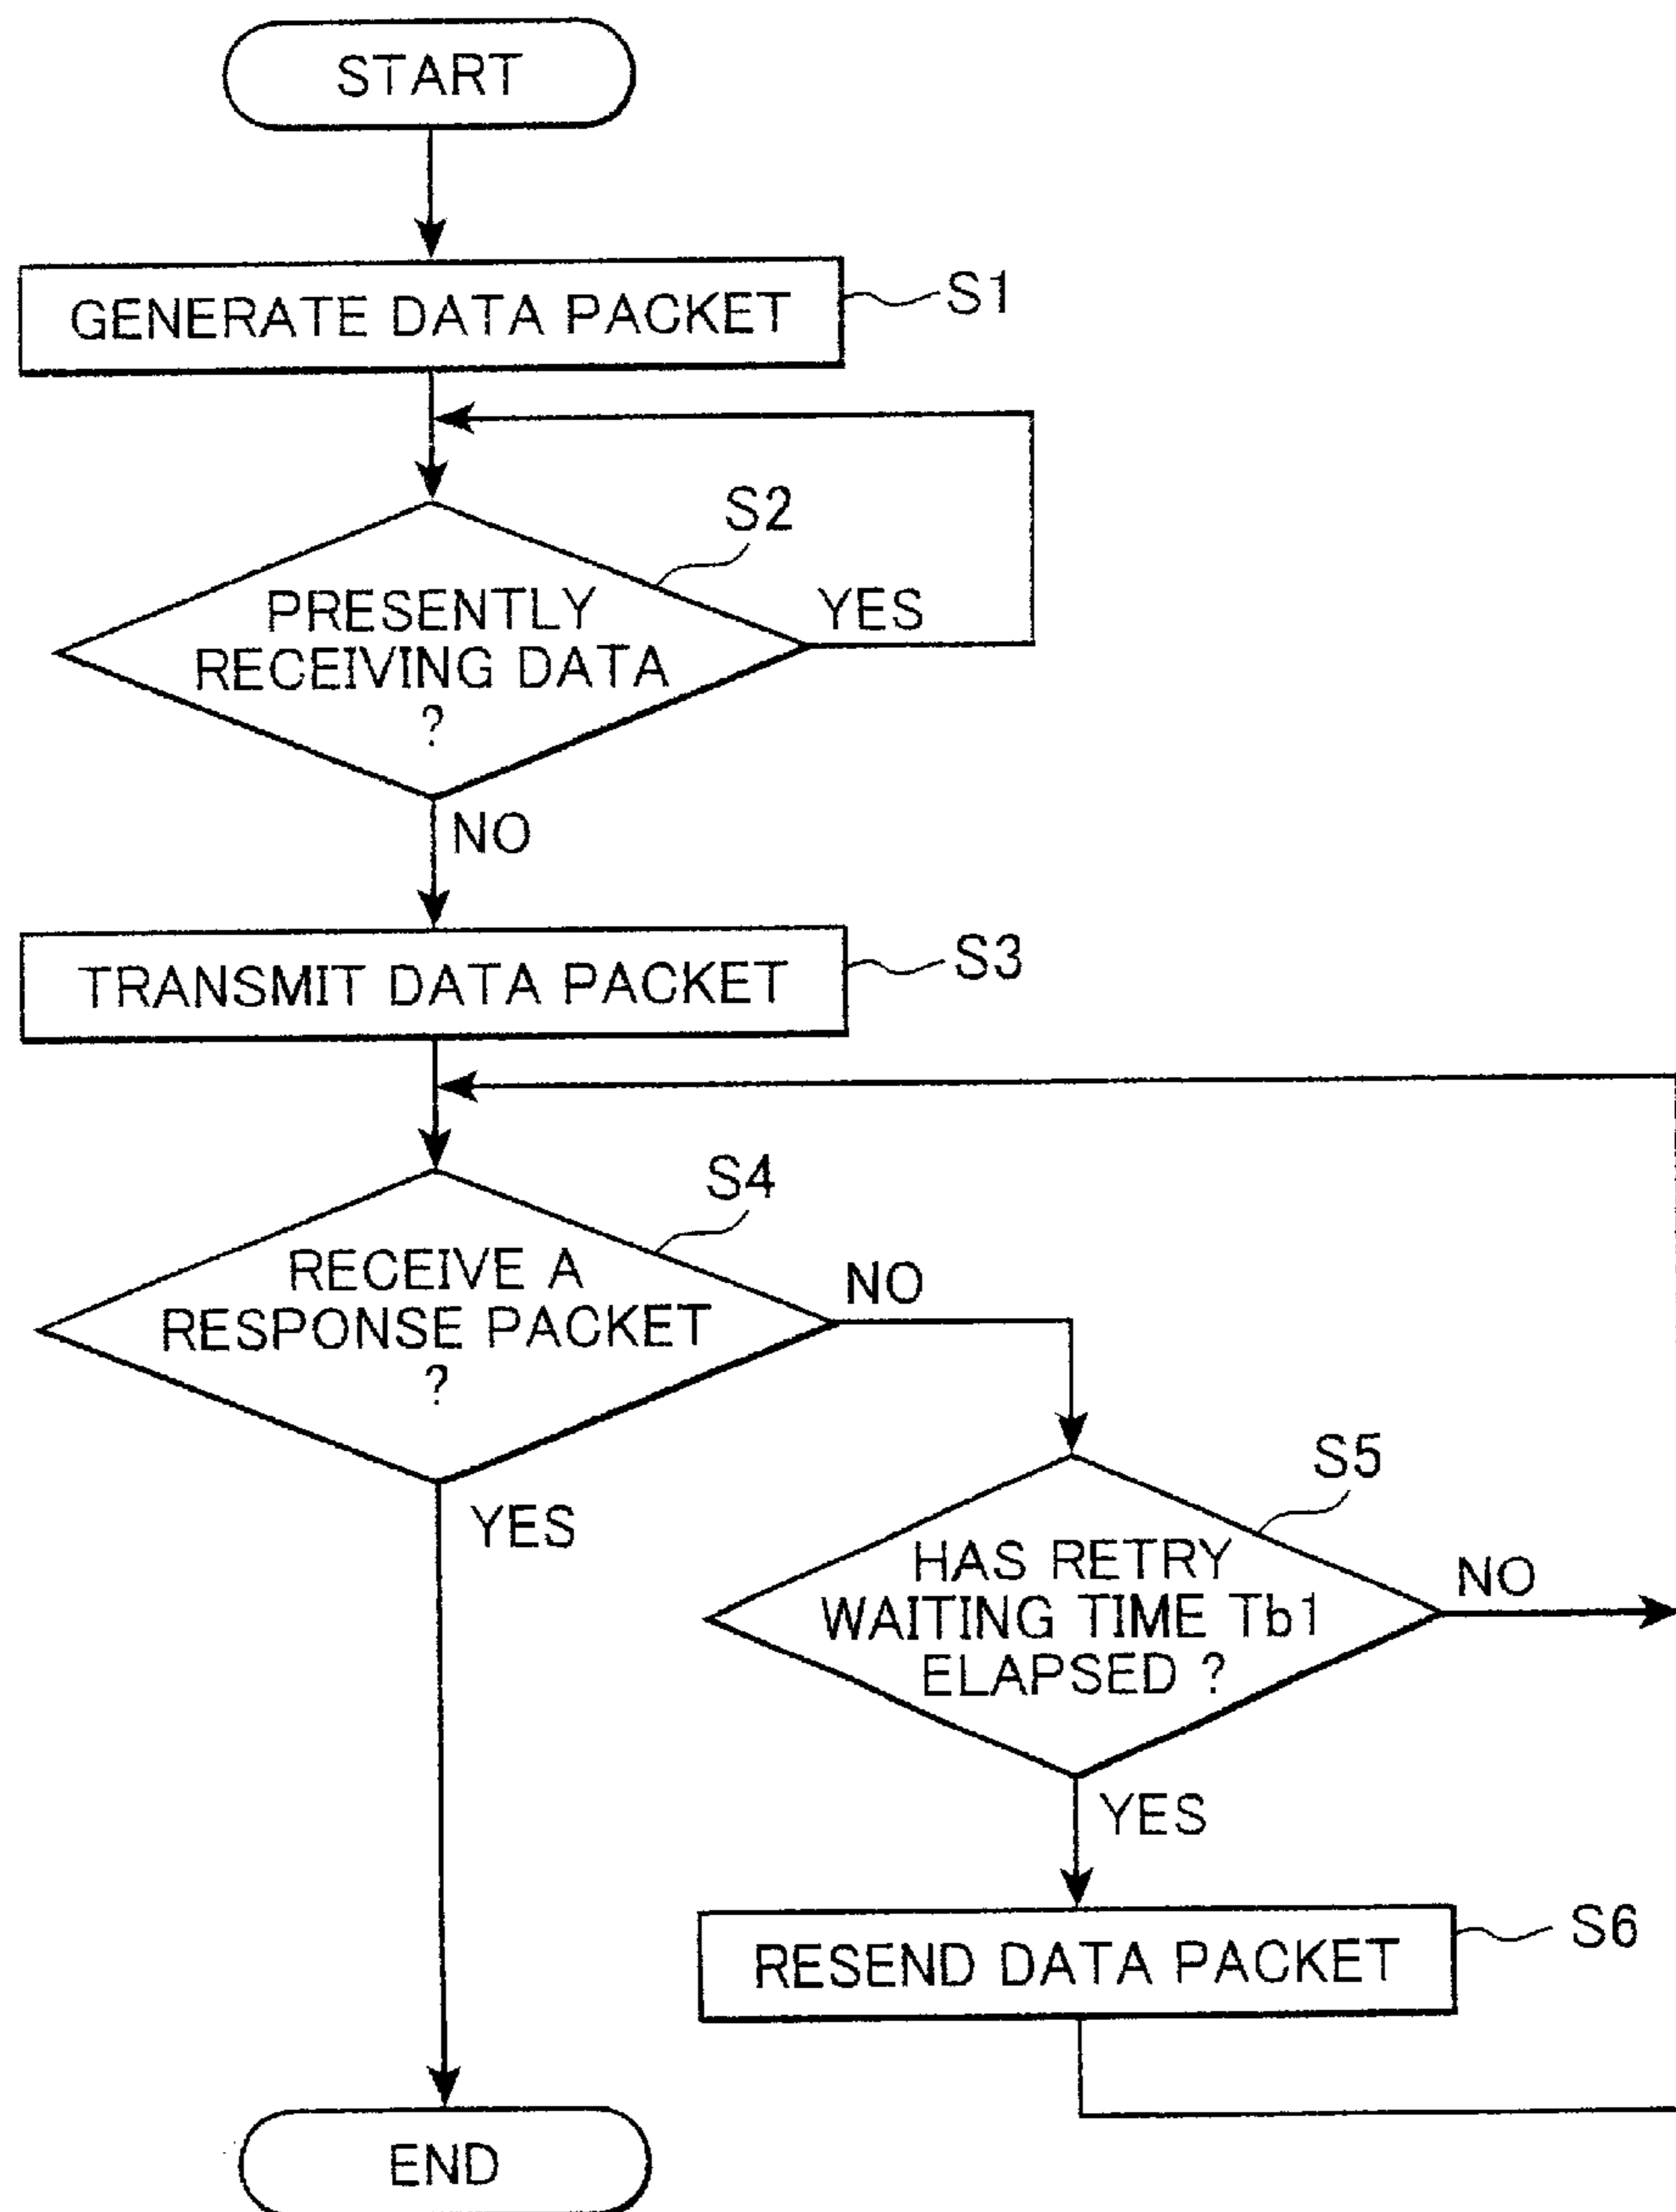 START
GENERATE DATA PACKET
S1
S2
PRESENTLY
RECEIVING DATA
?
YES
NO
TRANSMIT DATA PACKET
S3
S4
RECEIVE A
RESPONSE PACKET
?
NO
YES
S5
HAS RETRY
WAITING TIME Tb1
ELAPSED ?
NO
YES
RESEND DATA PACKET
S6
END